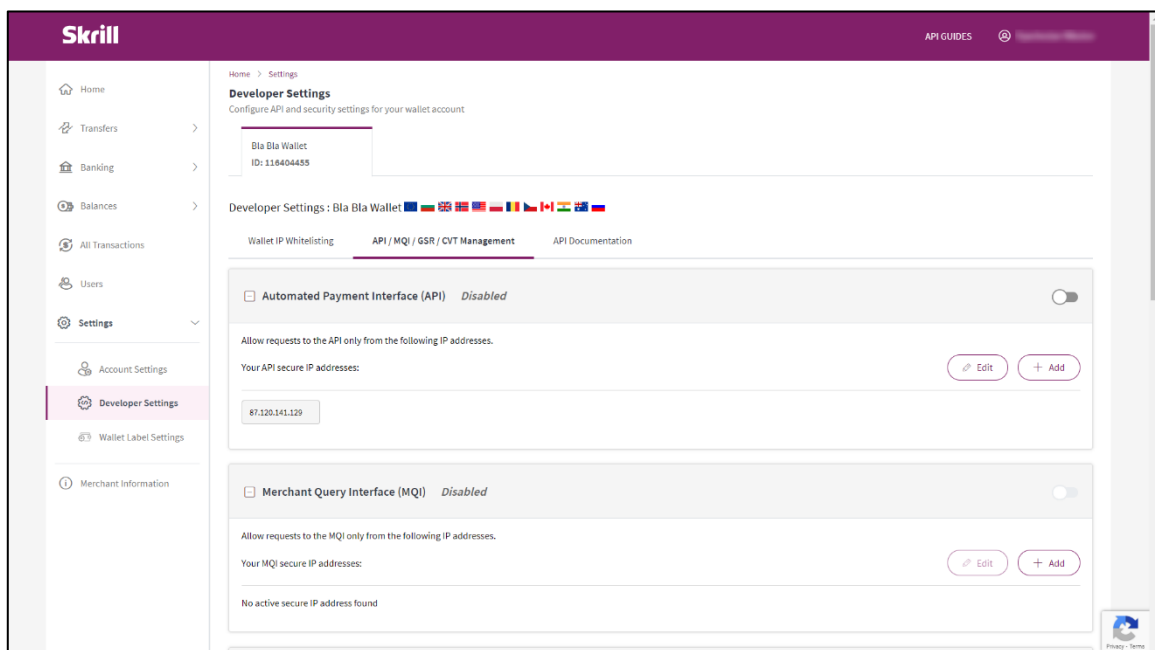 Skrill
API GUIDES
Home
Transfers
Banking
Balances
All Transactions
Users
Settings
Account Settings
Developer Settings
Wallet Label Settings
Merchant Information
Home > Settings
Developer Settings
Configure API and security settings for your wallet account
Bla Bla Wallet
ID: 116404455
Developer Settings : Bla Bla Wallet
Wallet IP Whitelisting API / MQI / GSR / CVT Management API Documentation
Automated Payment Interface (API) Disabled
Allow requests to the API only from the following IP addresses.
Your API secure IP addresses: Edit + Add
87.120.141.129
Merchant Query Interface (MQI) Disabled
Allow requests to the MQI only from the following IP addresses.
Your MQI secure IP addresses: Edit + Add
No active secure IP address found
Privacy - Terms